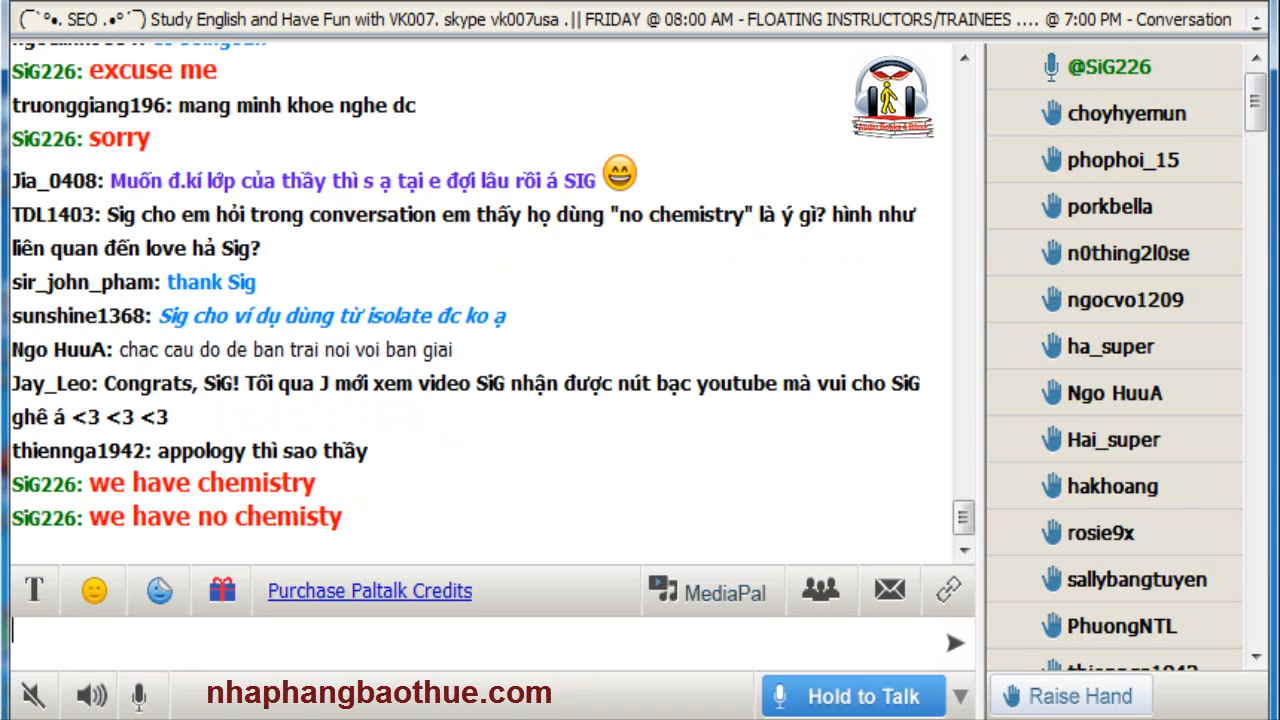 (¯`°•. SEO .•°´¯) Study English and Have Fun with VK007. skype vk007usa .|| FRIDAY @ 08:00 AM - FLOATING INSTRUCTORS/TRAINEES .... @ 7:00 PM - Conversation
SiG226: excuse me
truonggiang196: mang minh khoe nghe dc
SiG226: sorry
Jia_0408: Muốn đ.kí lớp của thầy thì s ạ tại e đợi lâu rồi á SIG 😄
TDL1403: Sig cho em hỏi trong conversation em thấy họ dùng "no chemistry" là ý gì? hình như
liên quan đến love hả Sig?
sir_john_pham: thank Sig
sunshine1368: Sig cho ví dụ dùng từ isolate đc ko ạ
Ngo HuuA: chac cau do de ban trai noi voi ban giai
Jay_Leo: Congrats, SiG! Tối qua J mới xem video SiG nhận được nút bạc youtube mà vui cho SiG
ghê á <3 <3 <3
thiennga1942: appology thì sao thầy
SiG226: we have chemistry
SiG226: we have no chemisty
T
Purchase Paltalk Credits
MediaPal
nhaphangbaothue.com
Hold to Talk
@SiG226
choyhyemun
phophoi_15
porkbella
n0thing2l0se
ngocvo1209
ha_super
Ngo HuuA
Hai_super
hakhoang
rosie9x
sallybangtuyen
PhuongNTL
Raise Hand